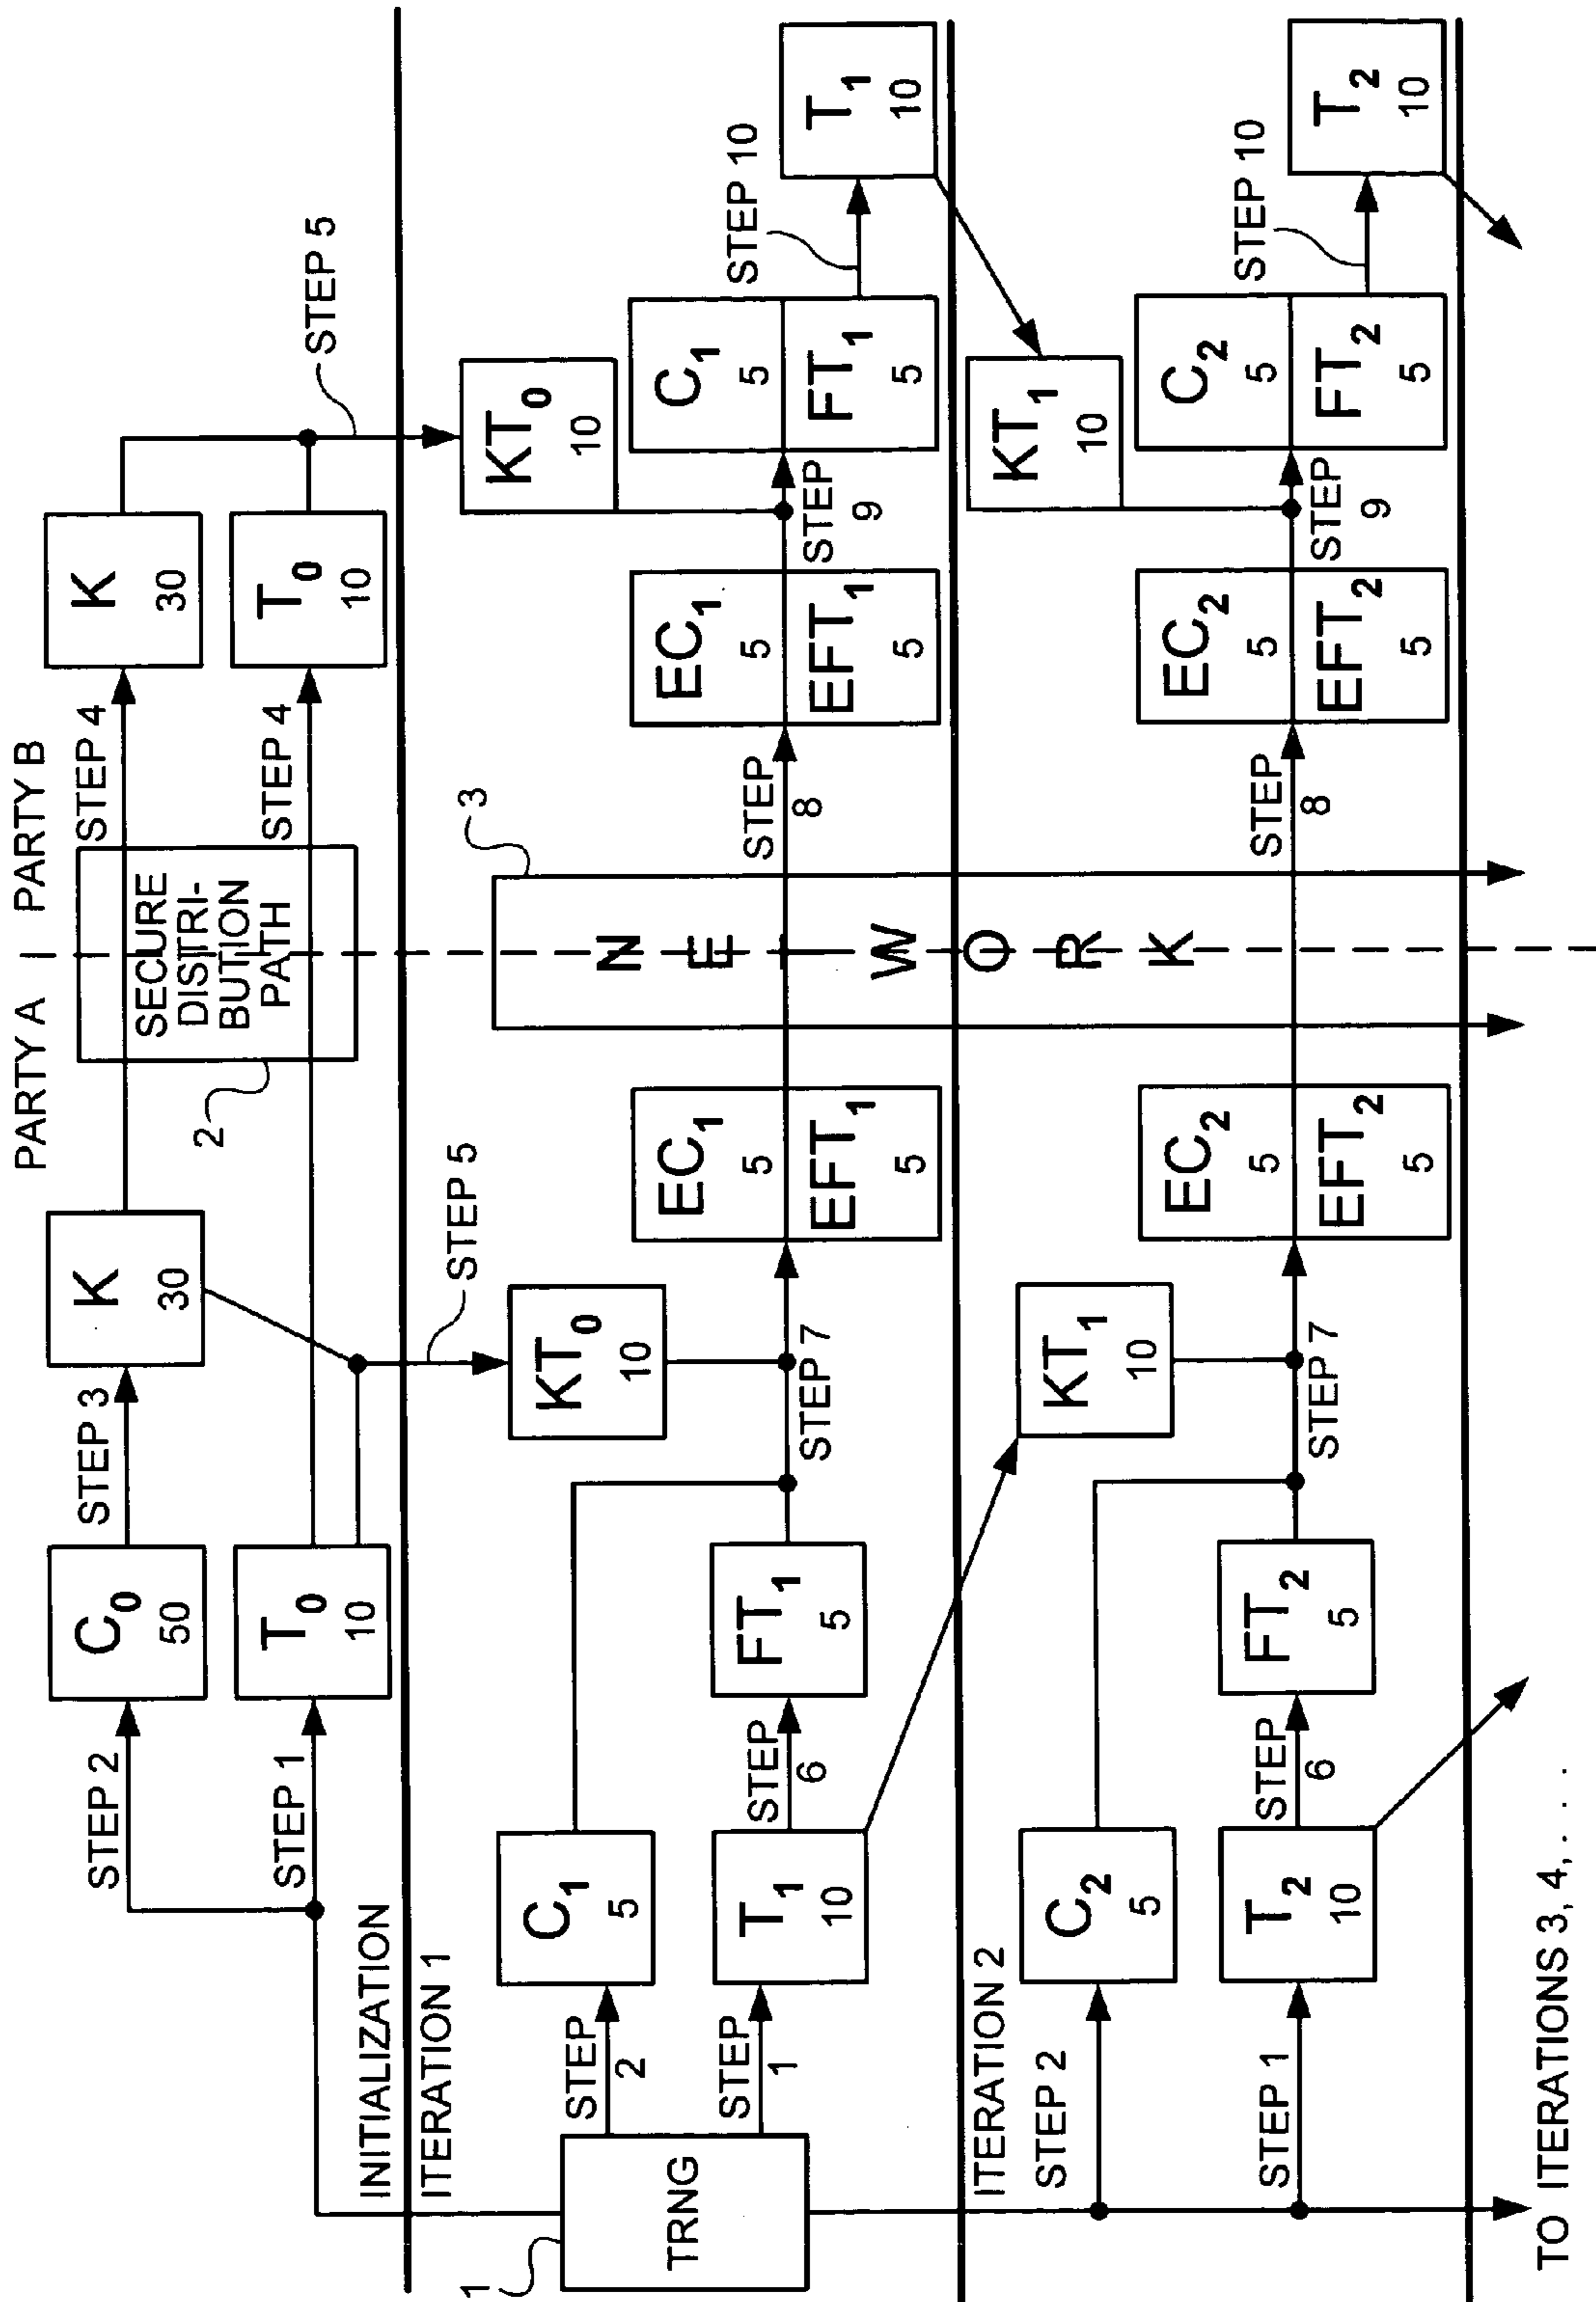 PARTY A | PARTY B
STEP 2
C0
50
STEP 3
K
30
SECURE
DISTRI-
BUTION
PATH
STEP 4
K
30
STEP 1
T0
10
2
STEP 4
T0
10
STEP 5
INITIALIZATION
ITERATION 1
STEP 5
KT0
10
3
KT0
10
1
TRNG
STEP
2
C1
5
STEP
1
T1
10
STEP
6
FT1
5
STEP 7
EC1
5
EFT1
5
NETWORK
STEP
8
EC1
5
EFT1
5
STEP
9
C1
5
FT1
5
STEP 10
T1
10
ITERATION 2
STEP 2
C2
5
KT1
10
KT1
10
STEP 1
T2
10
STEP
6
FT2
5
STEP 7
EC2
5
EFT2
5
STEP
8
EC2
5
EFT2
5
STEP
9
C2
5
FT2
5
STEP 10
T2
10
TO ITERATIONS 3, 4, . . .